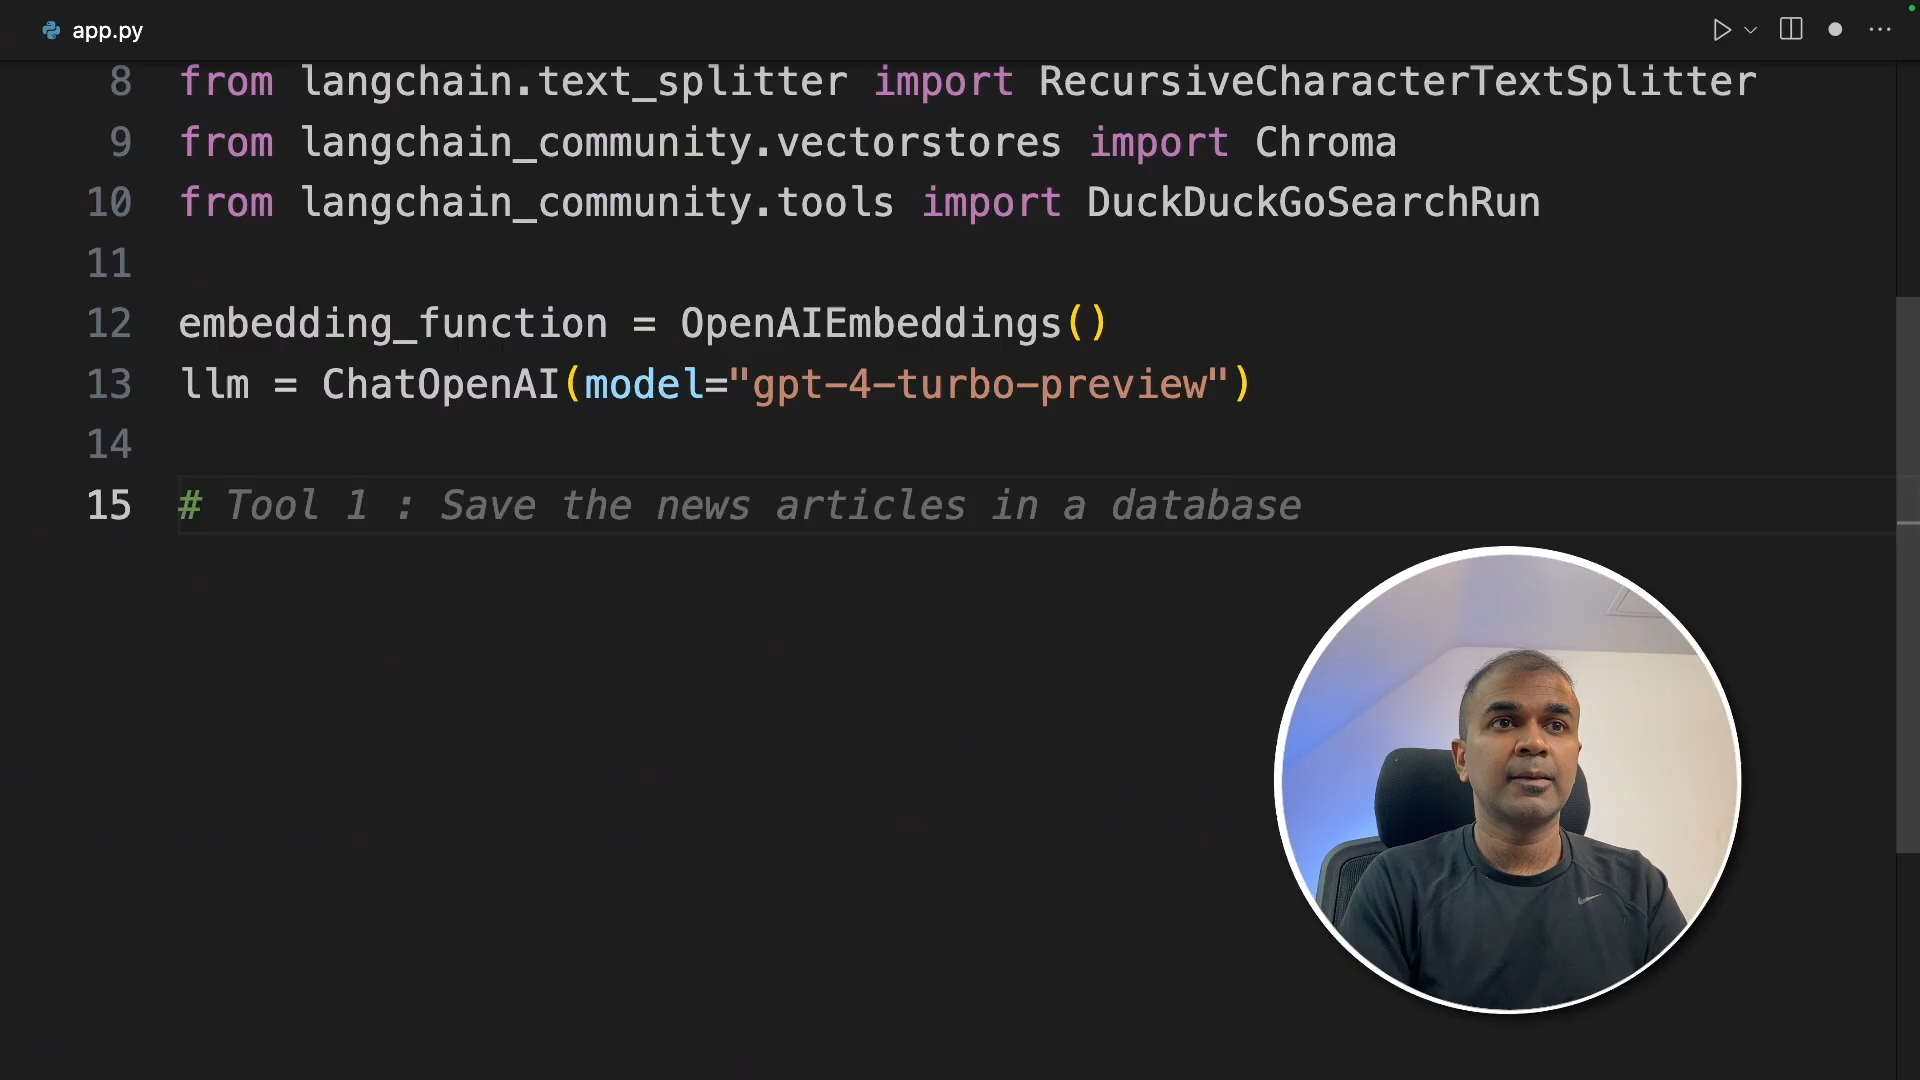 app.py
8 from langchain.text_splitter import RecursiveCharacterTextSplitter
9 from langchain_community.vectorstores import Chroma
10 from langchain_community.tools import DuckDuckGoSearchRun
11
12 embedding_function = OpenAIEmbeddings()
13 llm = ChatOpenAI(model="gpt-4-turbo-preview")
14
15 # Tool 1 : Save the news articles in a database